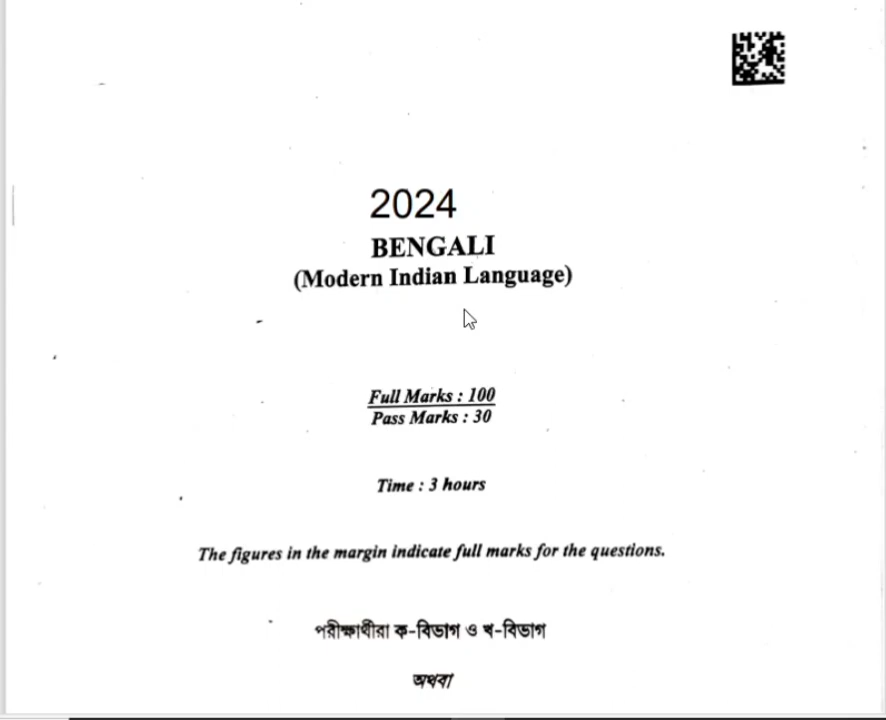 2024
BENGALI
(Modern Indian Language)
Full Marks : 100
Pass Marks : 30
Time : 3 hours
The figures in the margin indicate full marks for the questions.
পরীক্ষার্থীরা ক-বিভাগ ও খ-বিভাগ
অথবা